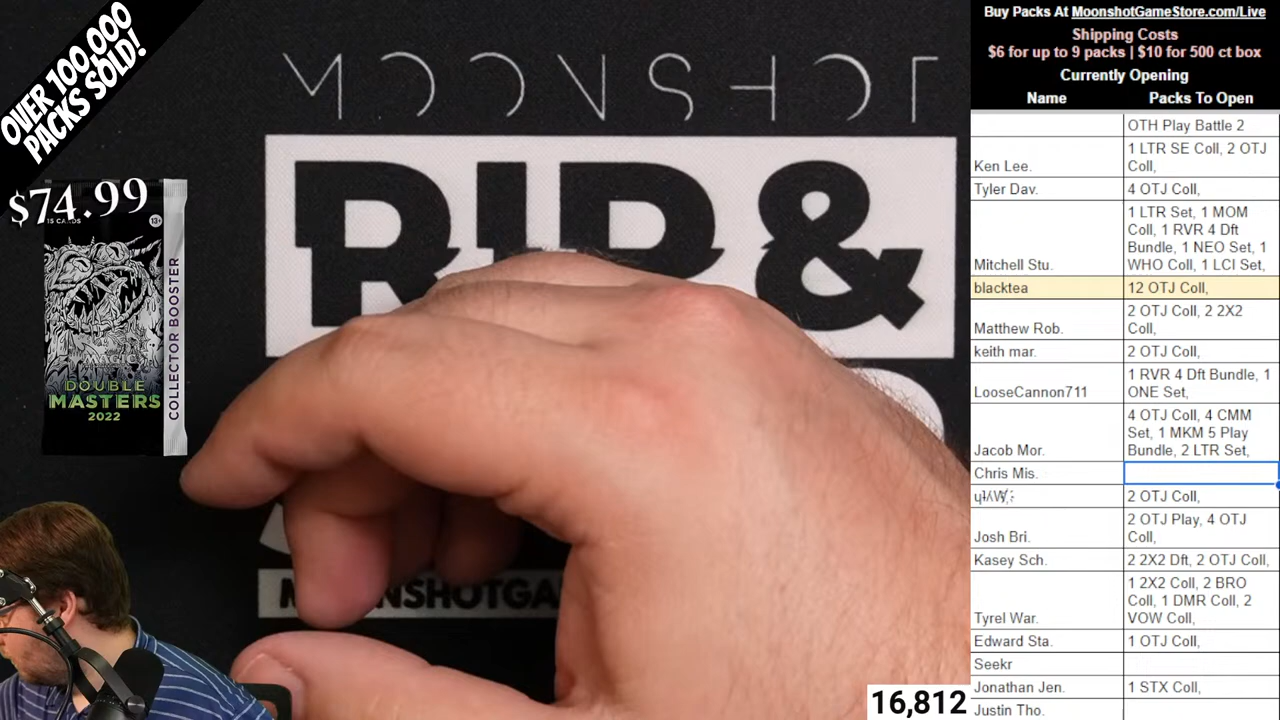 OVER 100,000
PACKS SOLD!
$74.99
15 CARDS
13+
MAGIC
DOUBLE
MASTERS
2022
COLLECTOR BOOSTER
MOONSHOT
RIP &
16,812
Buy Packs At MoonshotGameStore.com/Live
Shipping Costs
$6 for up to 9 packs | $10 for 500 ct box
Currently Opening
Name Packs To Open
OTH Play Battle 2
1 LTR SE Coll, 2 OTJ
Ken Lee. Coll,
Tyler Dav. 4 OTJ Coll,
1 LTR Set, 1 MOM
Coll, 1 RVR 4 Dft
Bundle, 1 NEO Set, 1
Mitchell Stu. WHO Coll, 1 LCI Set,
blacktea 12 OTJ Coll,
2 OTJ Coll, 2 2X2
Matthew Rob. Coll,
keith mar. 2 OTJ Coll,
1 RVR 4 Dft Bundle, 1
LooseCannon711 ONE Set,
4 OTJ Coll, 4 CMM
Set, 1 MKM 5 Play
Jacob Mor. Bundle, 2 LTR Set,
Chris Mis.
2 OTJ Coll,
2 OTJ Play, 4 OTJ
Josh Bri. Coll,
Kasey Sch. 2 2X2 Dft, 2 OTJ Coll,
1 2X2 Coll, 2 BRO
Coll, 1 DMR Coll, 2
Tyrel War. VOW Coll,
Edward Sta. 1 OTJ Coll,
Seekr
Jonathan Jen. 1 STX Coll,
Justin Tho.